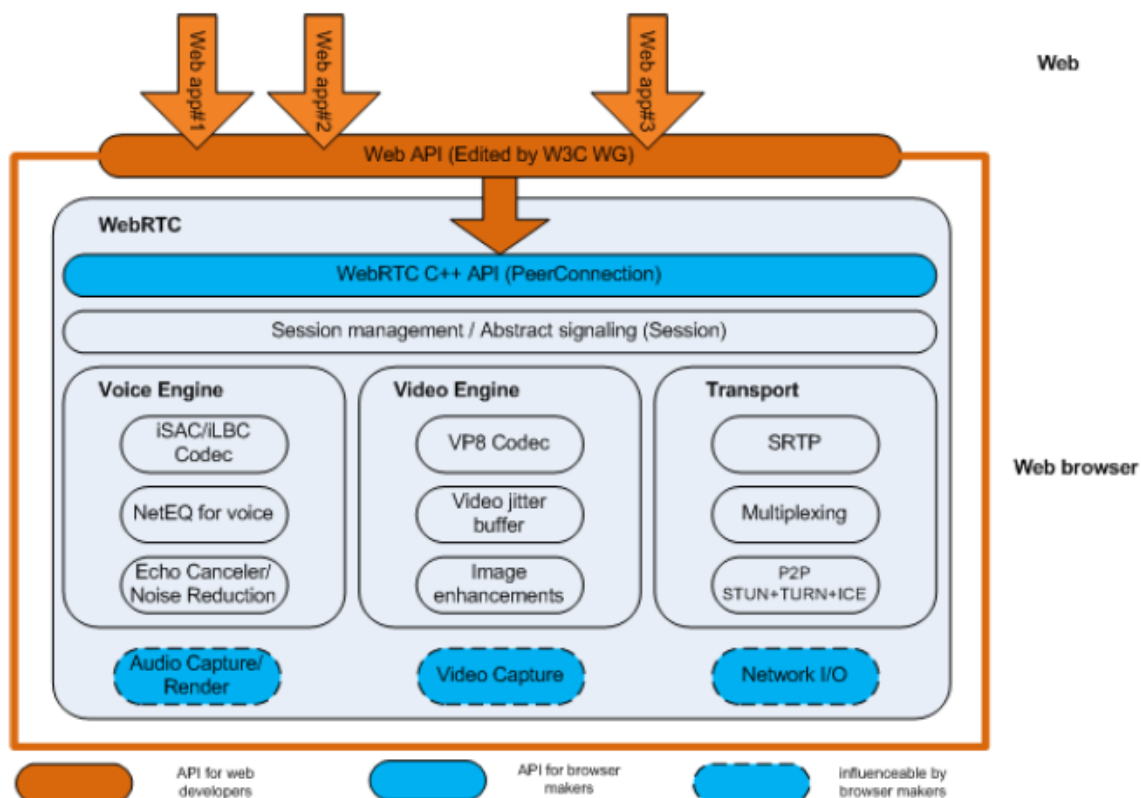 Web app#1
Web app#2
Web app#3
Web
Web API (Edited by W3C WG)
WebRTC
WebRTC C++ API (PeerConnection)
Session management / Abstract signaling (Session)
Voice Engine
iSAC/iLBC
Codec
NetEQ for voice
Echo Canceler/
Noise Reduction
Video Engine
VP8 Codec
Video jitter
buffer
Image
enhancements
Transport
SRTP
Multiplexing
P2P
STUN+TURN+ICE
Web browser
Audio Capture/
Render
Video Capture
Network I/O
API for web
developers
API for browser
makers
influenceable by
browser makers